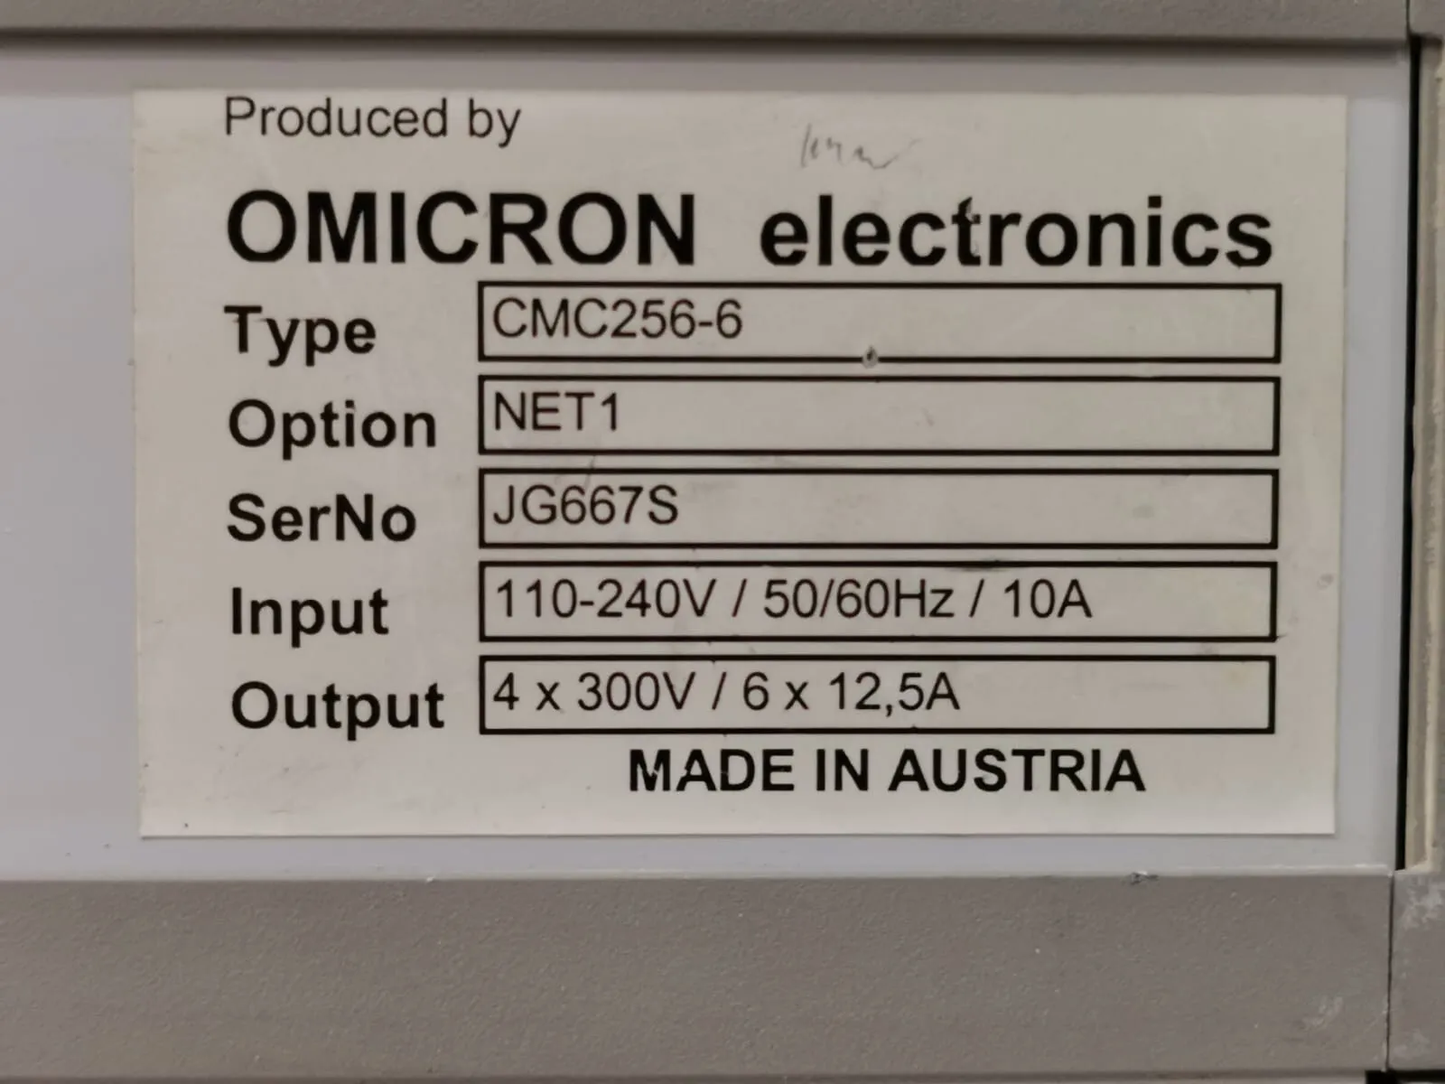 Produced by
OMICRON electronics
Type CMC256-6
Option NET1
SerNo JG667S
Input 110-240V / 50/60Hz / 10A
Output 4 x 300V / 6 x 12,5A
MADE IN AUSTRIA